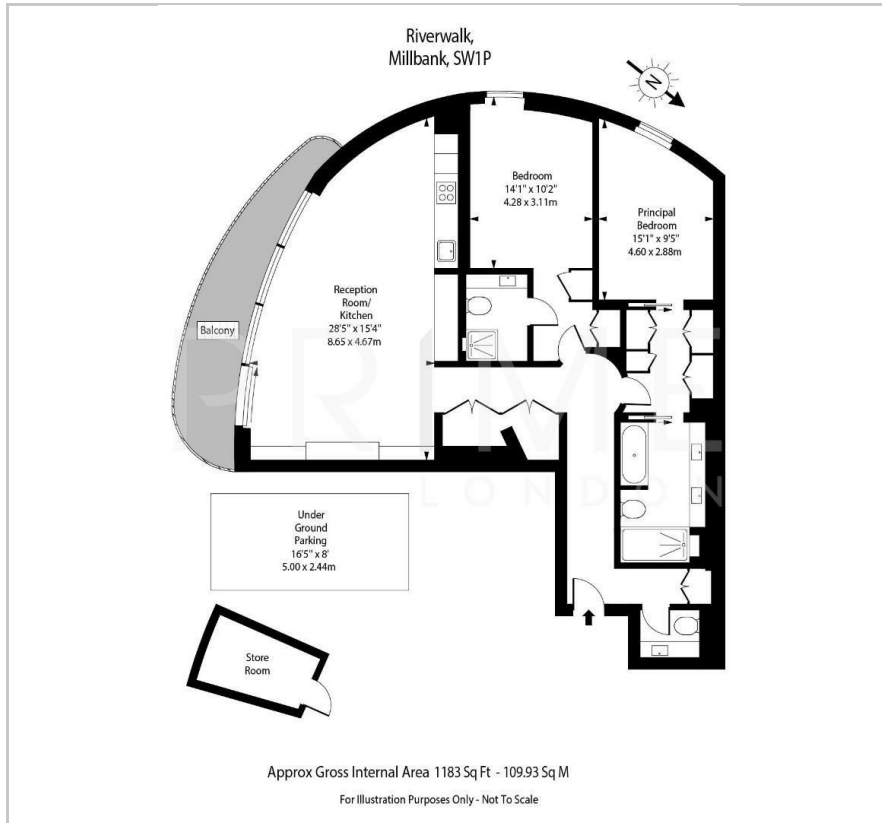 Riverwalk,
Millbank, SW1P
N
Bedroom
14'1" x 10'2"
4.28 x 3.11m
Principal
Bedroom
15'1" x 9'5"
4.60 x 2.88m
Reception
Room/
Kitchen
28'5" x 15'4"
8.65 x 4.67m
Balcony
PRIME
LONDON
Under
Ground
Parking
16'5" x 8'
5.00 x 2.44m
Store
Room
Approx Gross Internal Area 1183 Sq Ft - 109.93 Sq M
For Illustration Purposes Only - Not To Scale